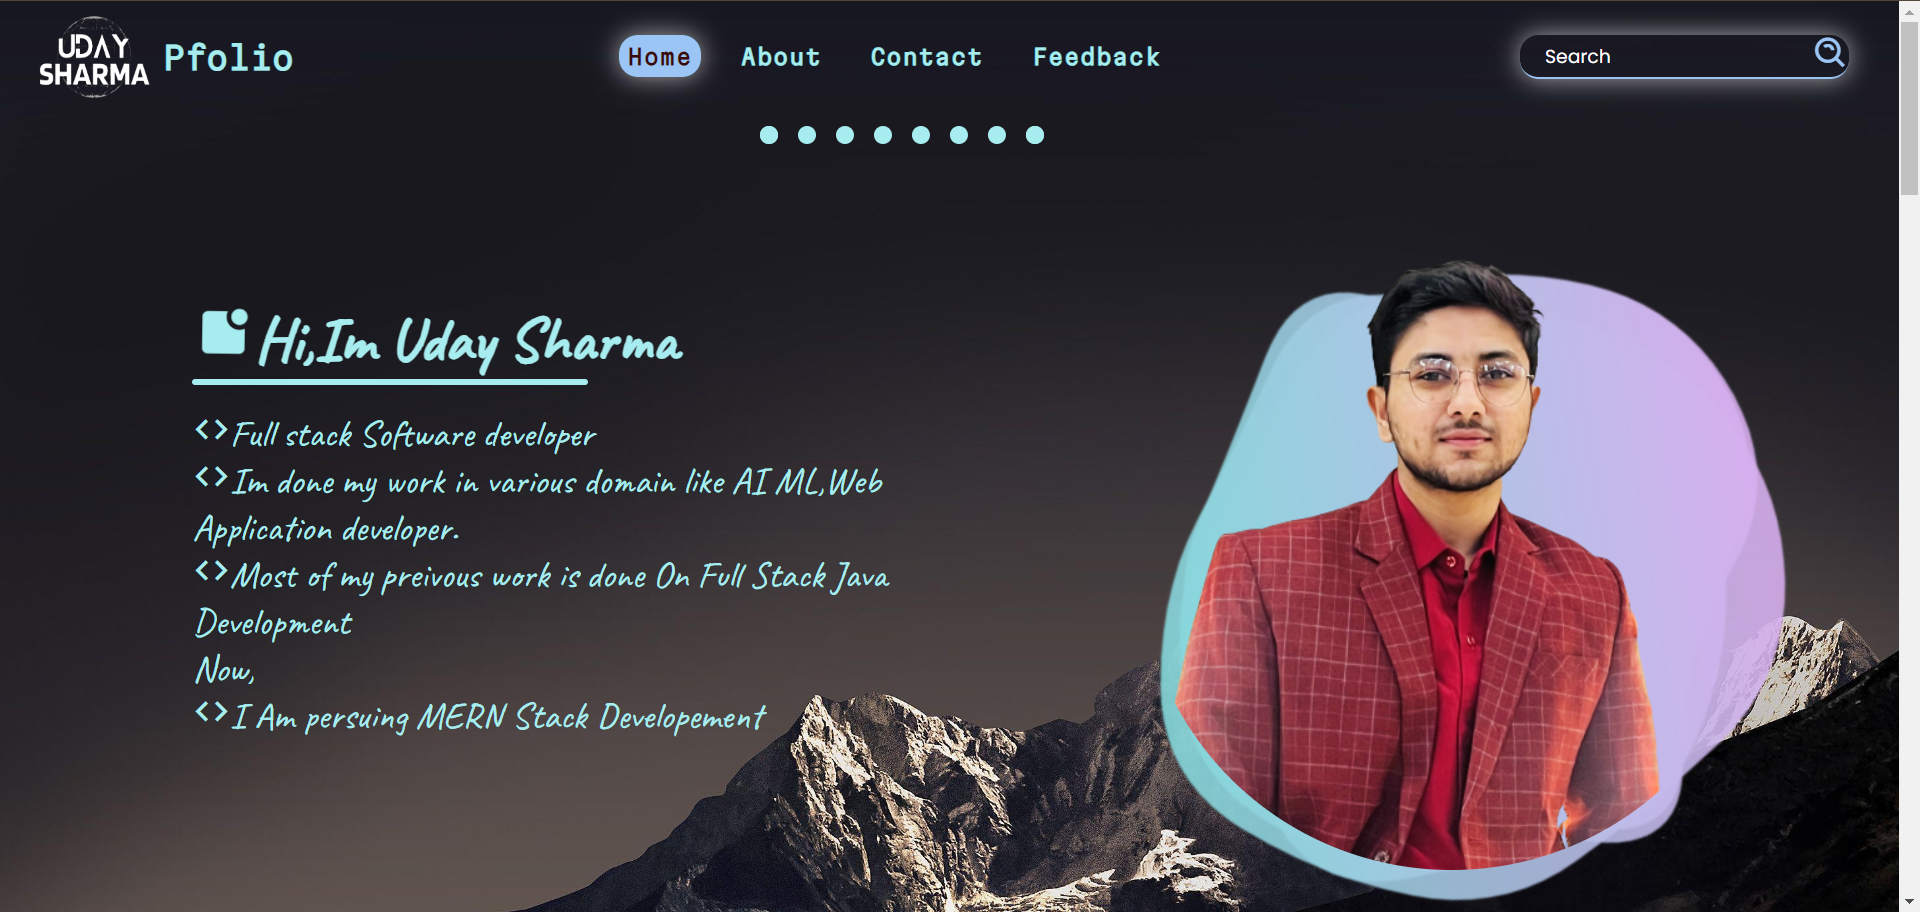 UDAY
SHARMA
Pfolio
Home
About
Contact
Feedback
Search
Hi,Im Uday Sharma
<>Full stack Software developer
<>Im done my work in various domain like AI ML,Web
Application developer.
<>Most of my preivous work is done On Full Stack Java
Development
Now,
<>I Am persuing MERN Stack Developement